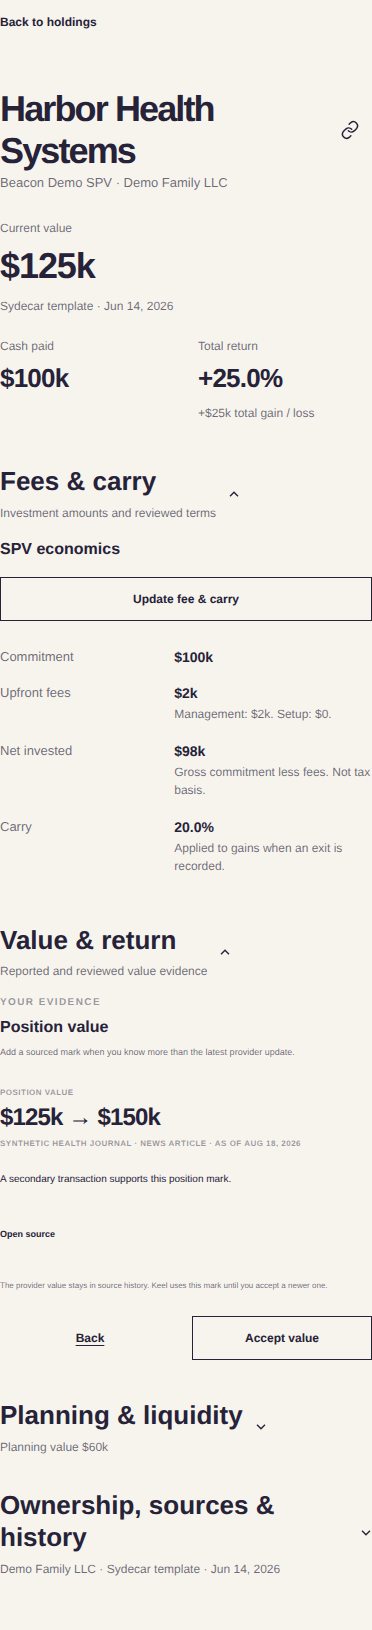 Back to holdings
Harbor Health
Systems
Beacon Demo SPV · Demo Family LLC
Current value
$125k
Sydecar template · Jun 14, 2026
Cash paid
Total return
$100k
+25.0%
+$25k total gain / loss
Fees & carry
Investment amounts and reviewed terms
SPV economics
Update fee & carry
Commitment
$100k
Upfront fees
$2k
Management: $2k. Setup: $0.
Net invested
$98k
Gross commitment less fees. Not tax
basis.
Carry
20.0%
Applied to gains when an exit is
recorded.
Value & return
Reported and reviewed value evidence
YOUR EVIDENCE
Position value
Add a sourced mark when you know more than the latest provider update.
POSITION VALUE
$125k → $150k
SYNTHETIC HEALTH JOURNAL · NEWS ARTICLE · AS OF AUG 18, 2026
A secondary transaction supports this position mark.
Open source
The provider value stays in source history. Keel uses this mark until you accept a newer one.
Back
Accept value
Planning & liquidity
Planning value $60k
Ownership, sources &
history
Demo Family LLC · Sydecar template · Jun 14, 2026